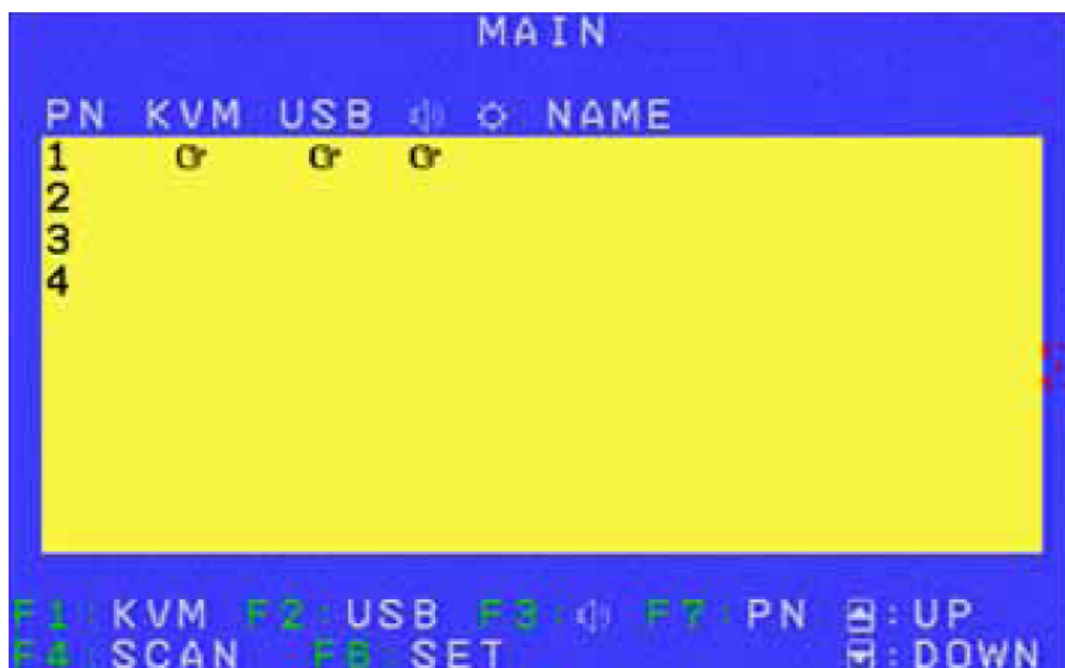 MAIN
PN KVM USB NAME
1
2
3
4
F1:KVM F2:USB F3: F7:PN :UP
F4:SCAN F6:SET :DOWN